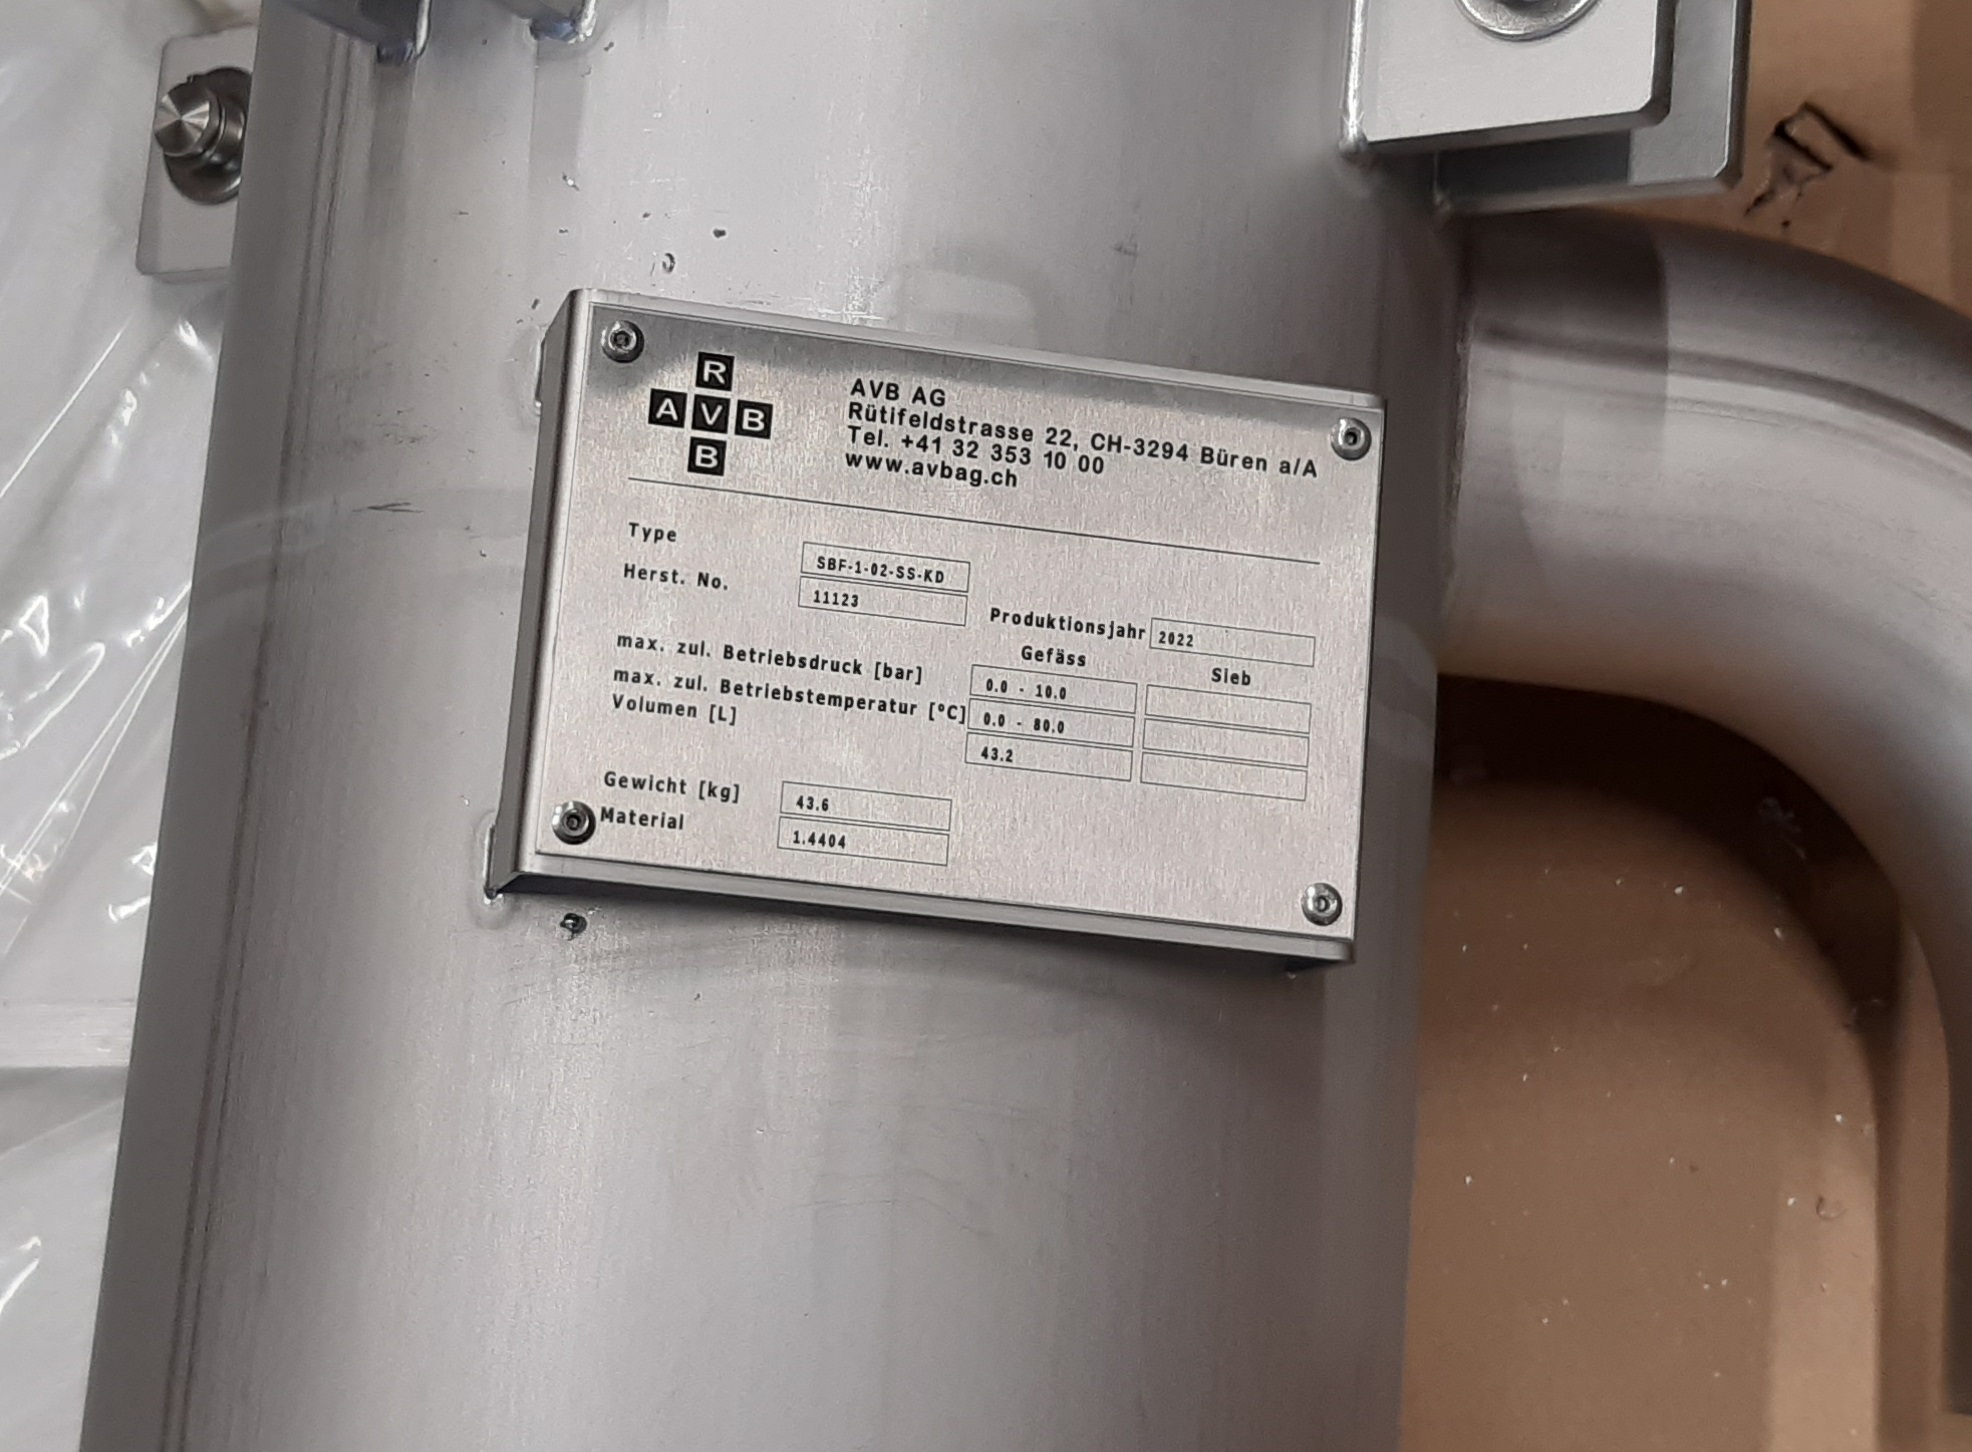 R
AVB
B
AVB AG
Rütifeldstrasse 22, CH-3294 Büren a/A
Tel. +41 32 353 10 00
www.avbag.ch
Type SBF-1-02-SS-KD
Herst. No. 11123
Produktionsjahr 2022
Gefäss Sieb
max. zul. Betriebsdruck [bar] 0.0 - 10.0
max. zul. Betriebstemperatur [°C] 0.0 - 80.0
Volumen [L] 43.2
Gewicht [kg] 43.6
Material 1.4404